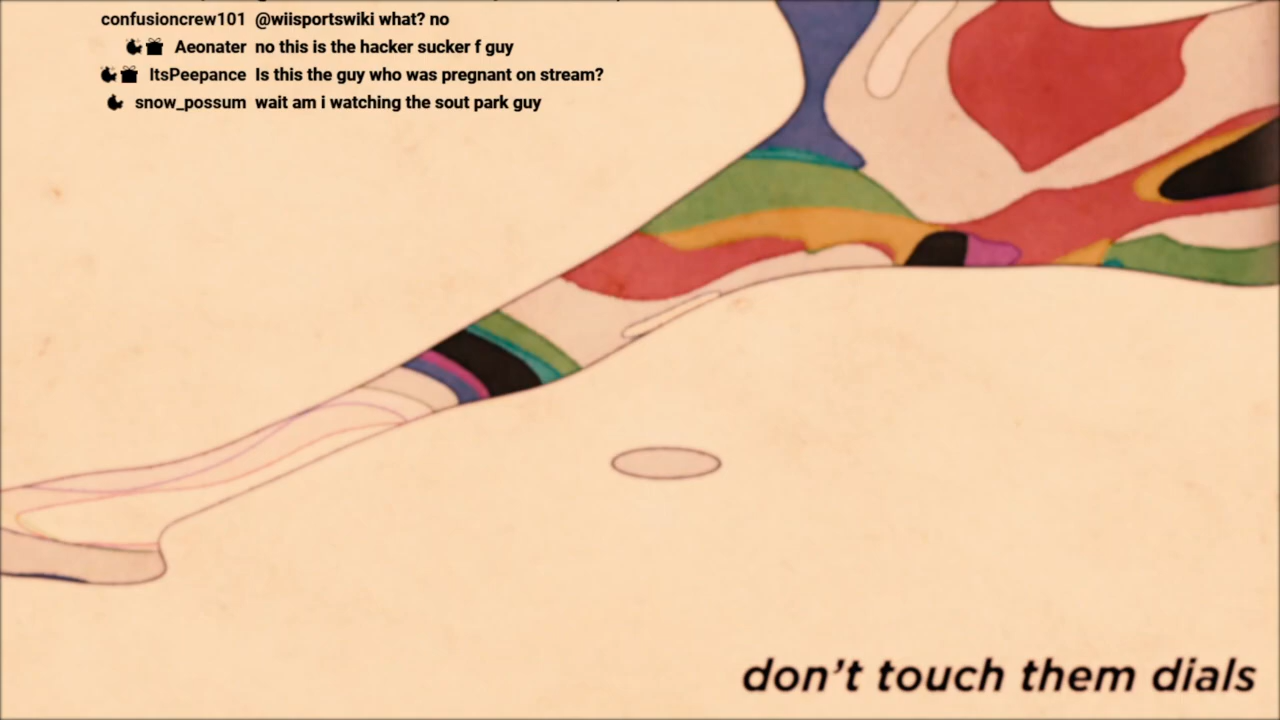 confusioncrew101 @wiisportswiki what? no
Aeonater no this is the hacker sucker f guy
ItsPeepance Is this the guy who was pregnant on stream?
snow_possum wait am i watching the sout park guy
don't touch them dials